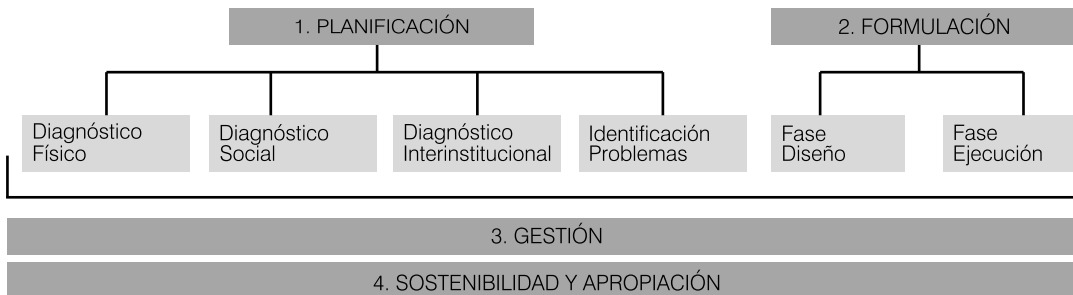 1. PLANIFICACIÓN
2. FORMULACIÓN
Diagnóstico
Físico
Diagnóstico
Social
Diagnóstico
Interinstitucional
Identificación
Problemas
Fase
Diseño
Fase
Ejecución
3. GESTIÓN
4. SOSTENIBILIDAD Y APROPIACIÓN